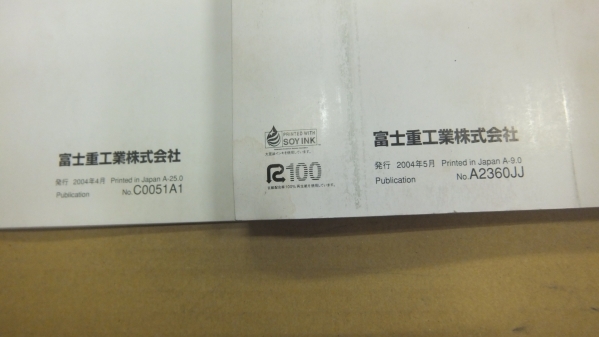 富士重工業株式会社
発行 2004年4月 Printed in Japan A-25.0
Publication No.C0051A1
PRINTED WITH
SOY INK
R100
富士重工業株式会社
発行 2004年5月 Printed in Japan A-9.0
Publication No.A2360JJ